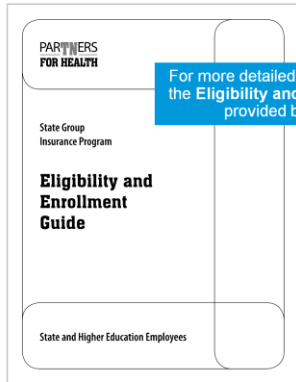 PARTNERS
FOR HEALTH
For more detailed
the Eligibility and
provided b
State Group
Insurance Program
Eligibility and
Enrollment
Guide
State and Higher Education Employees